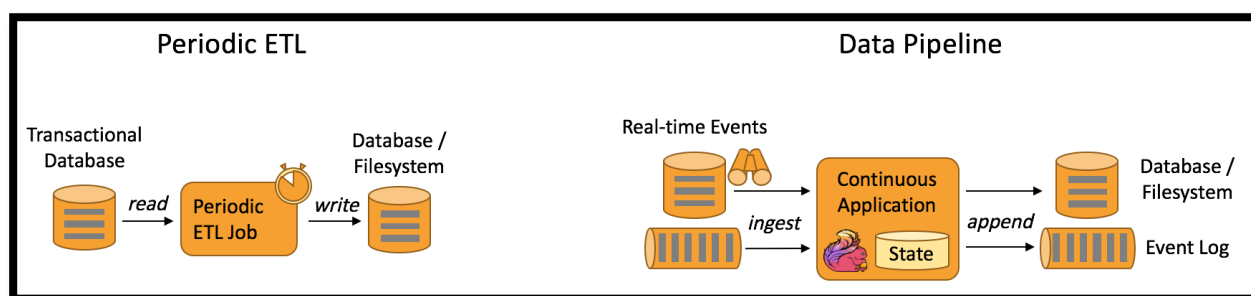 Periodic ETL
Transactional
Database
read
Periodic
ETL Job
write
Database /
Filesystem
Data Pipeline
Real-time Events
ingest
Continuous
Application
State
append
Database /
Filesystem
Event Log